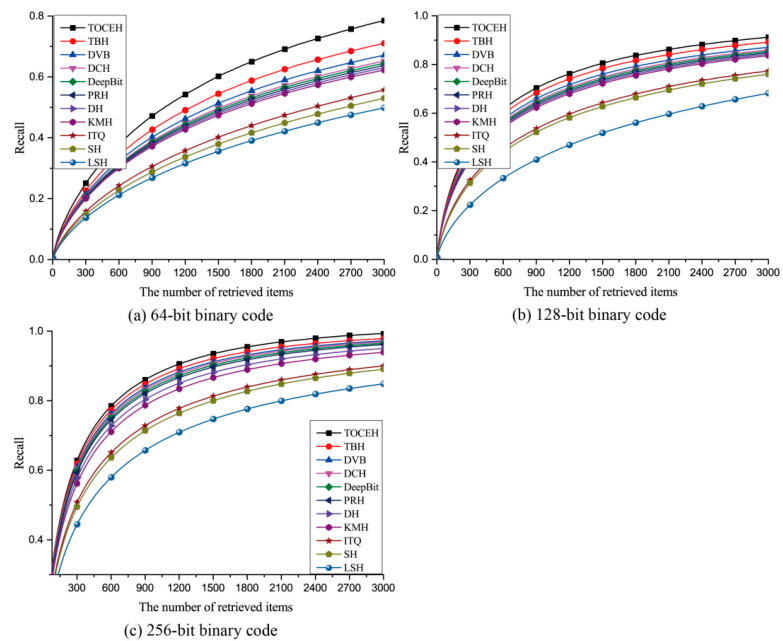 0.8
0.6
0.4
0.2
0.0
Recall
TOCEH
TBH
DVB
DCH
DeepBit
PRH
DH
KMH
ITQ
SH
LSH
0 300 600 900 1200 1500 1800 2100 2400 2700 3000
The number of retrieved items
(a) 64-bit binary code
1.0
0.8
0.6
0.4
0.2
0.0
Recall
TOCEH
TBH
DVB
DCH
DeepBit
PRH
DH
KMH
ITQ
SH
LSH
0 300 600 900 1200 1500 1800 2100 2400 2700 3000
The number of retrieved items
(b) 128-bit binary code
1.0
0.8
0.6
0.4
Recall
TOCEH
TBH
DVB
DCH
DeepBit
PRH
DH
KMH
ITQ
SH
LSH
300 600 900 1200 1500 1800 2100 2400 2700 3000
The number of retrieved items
(c) 256-bit binary code